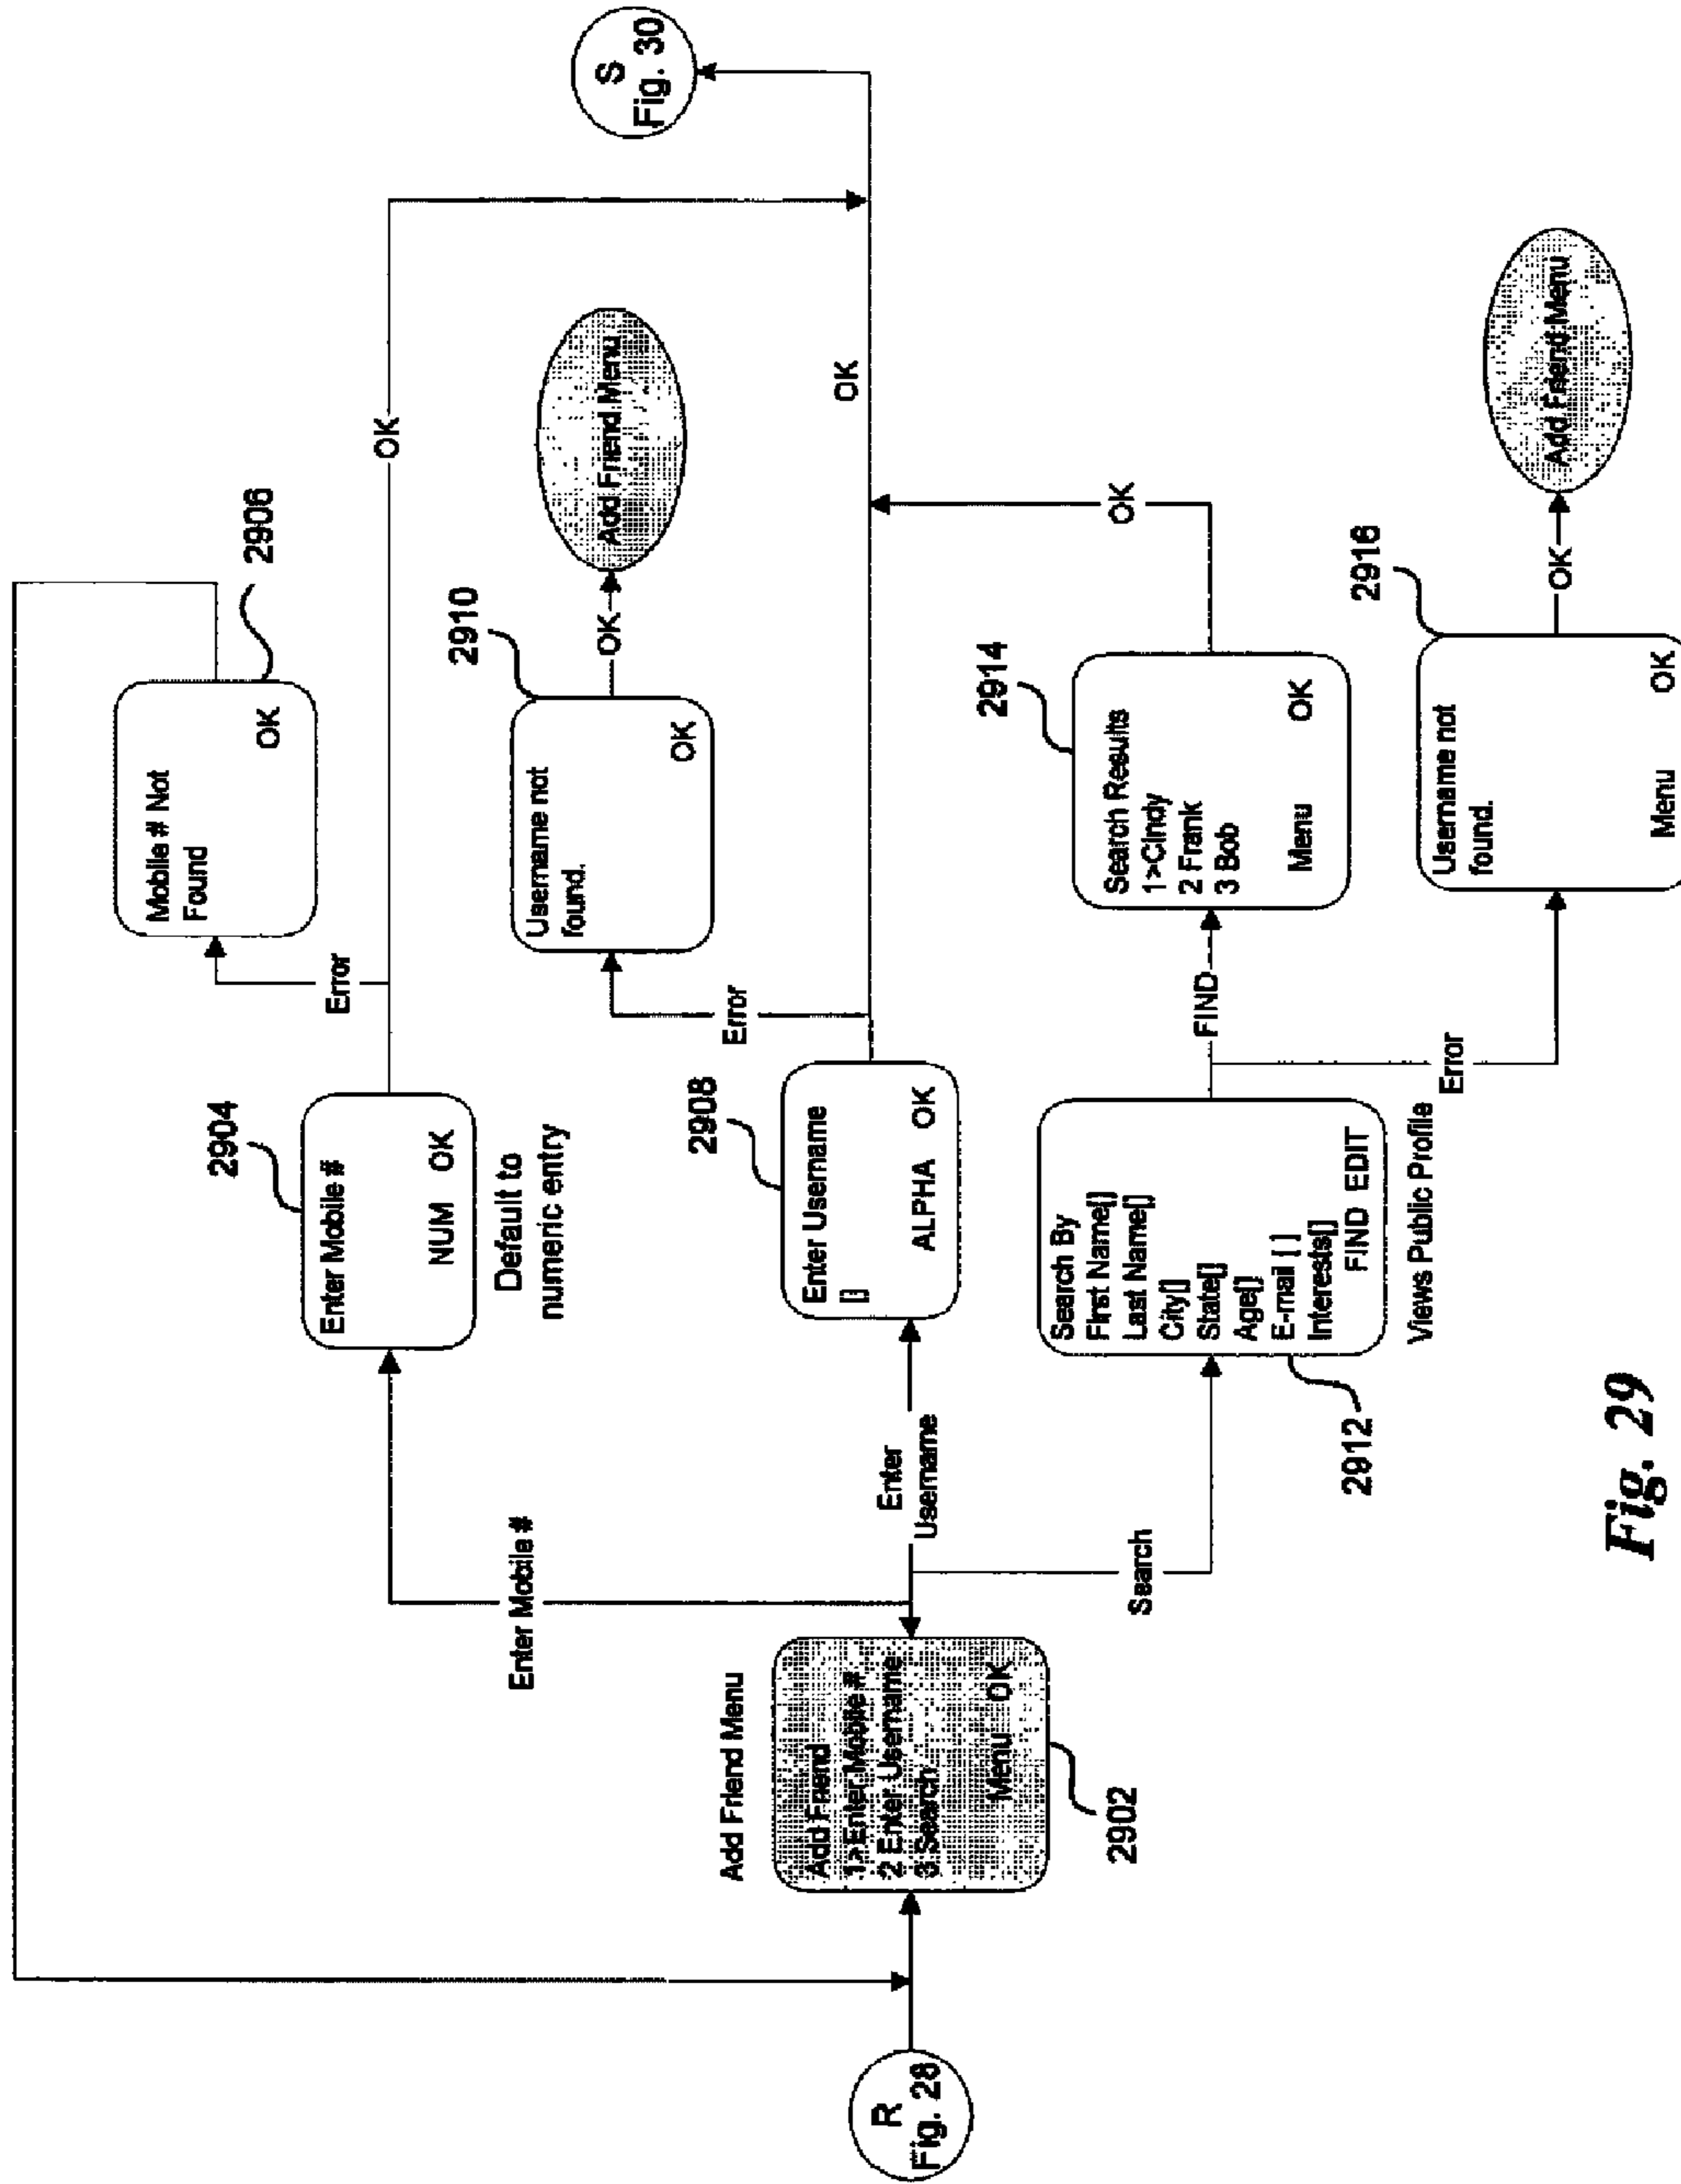 R
Fig. 28
Add Friend Menu
Add Friend
1>Enter Mobile #
2 Enter Username
3 Search
Menu OK
2902
Enter Mobile #
Enter
Username
Search
2904
Enter Mobile #
NUM OK
Default to
numeric entry
2908
Enter Username
[]
ALPHA OK
2912
Search By
First Name[]
Last Name[]
City[]
State[]
Age[]
E-mail [ ]
Interests[]
FIND EDIT
Views Public Profile
Error
Error
FIND
Error
2906
Mobile # Not
Found
OK
2910
Username not
found.
OK
2914
Search Results
1>Cindy
2 Frank
3 Bob
Menu OK
2916
Username not
found.
Menu OK
OK
OK
Add Friend Menu
OK
OK
OK
Add Friend Menu
S
Fig. 30
Fig. 29